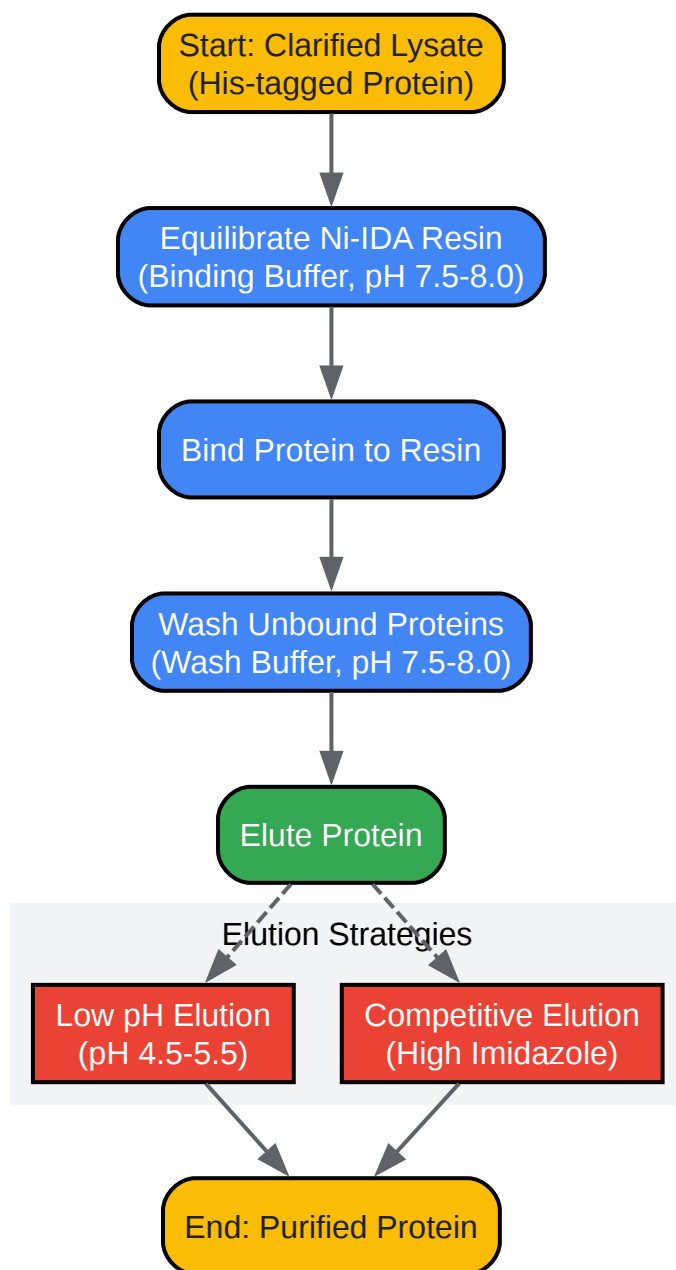 Start: Clarified Lysate
(His-tagged Protein)
Equilibrate Ni-IDA Resin
(Binding Buffer, pH 7.5-8.0)
Bind Protein to Resin
Wash Unbound Proteins
(Wash Buffer, pH 7.5-8.0)
Elute Protein
Elution Strategies
Low pH Elution
(pH 4.5-5.5)
Competitive Elution
(High Imidazole)
End: Purified Protein